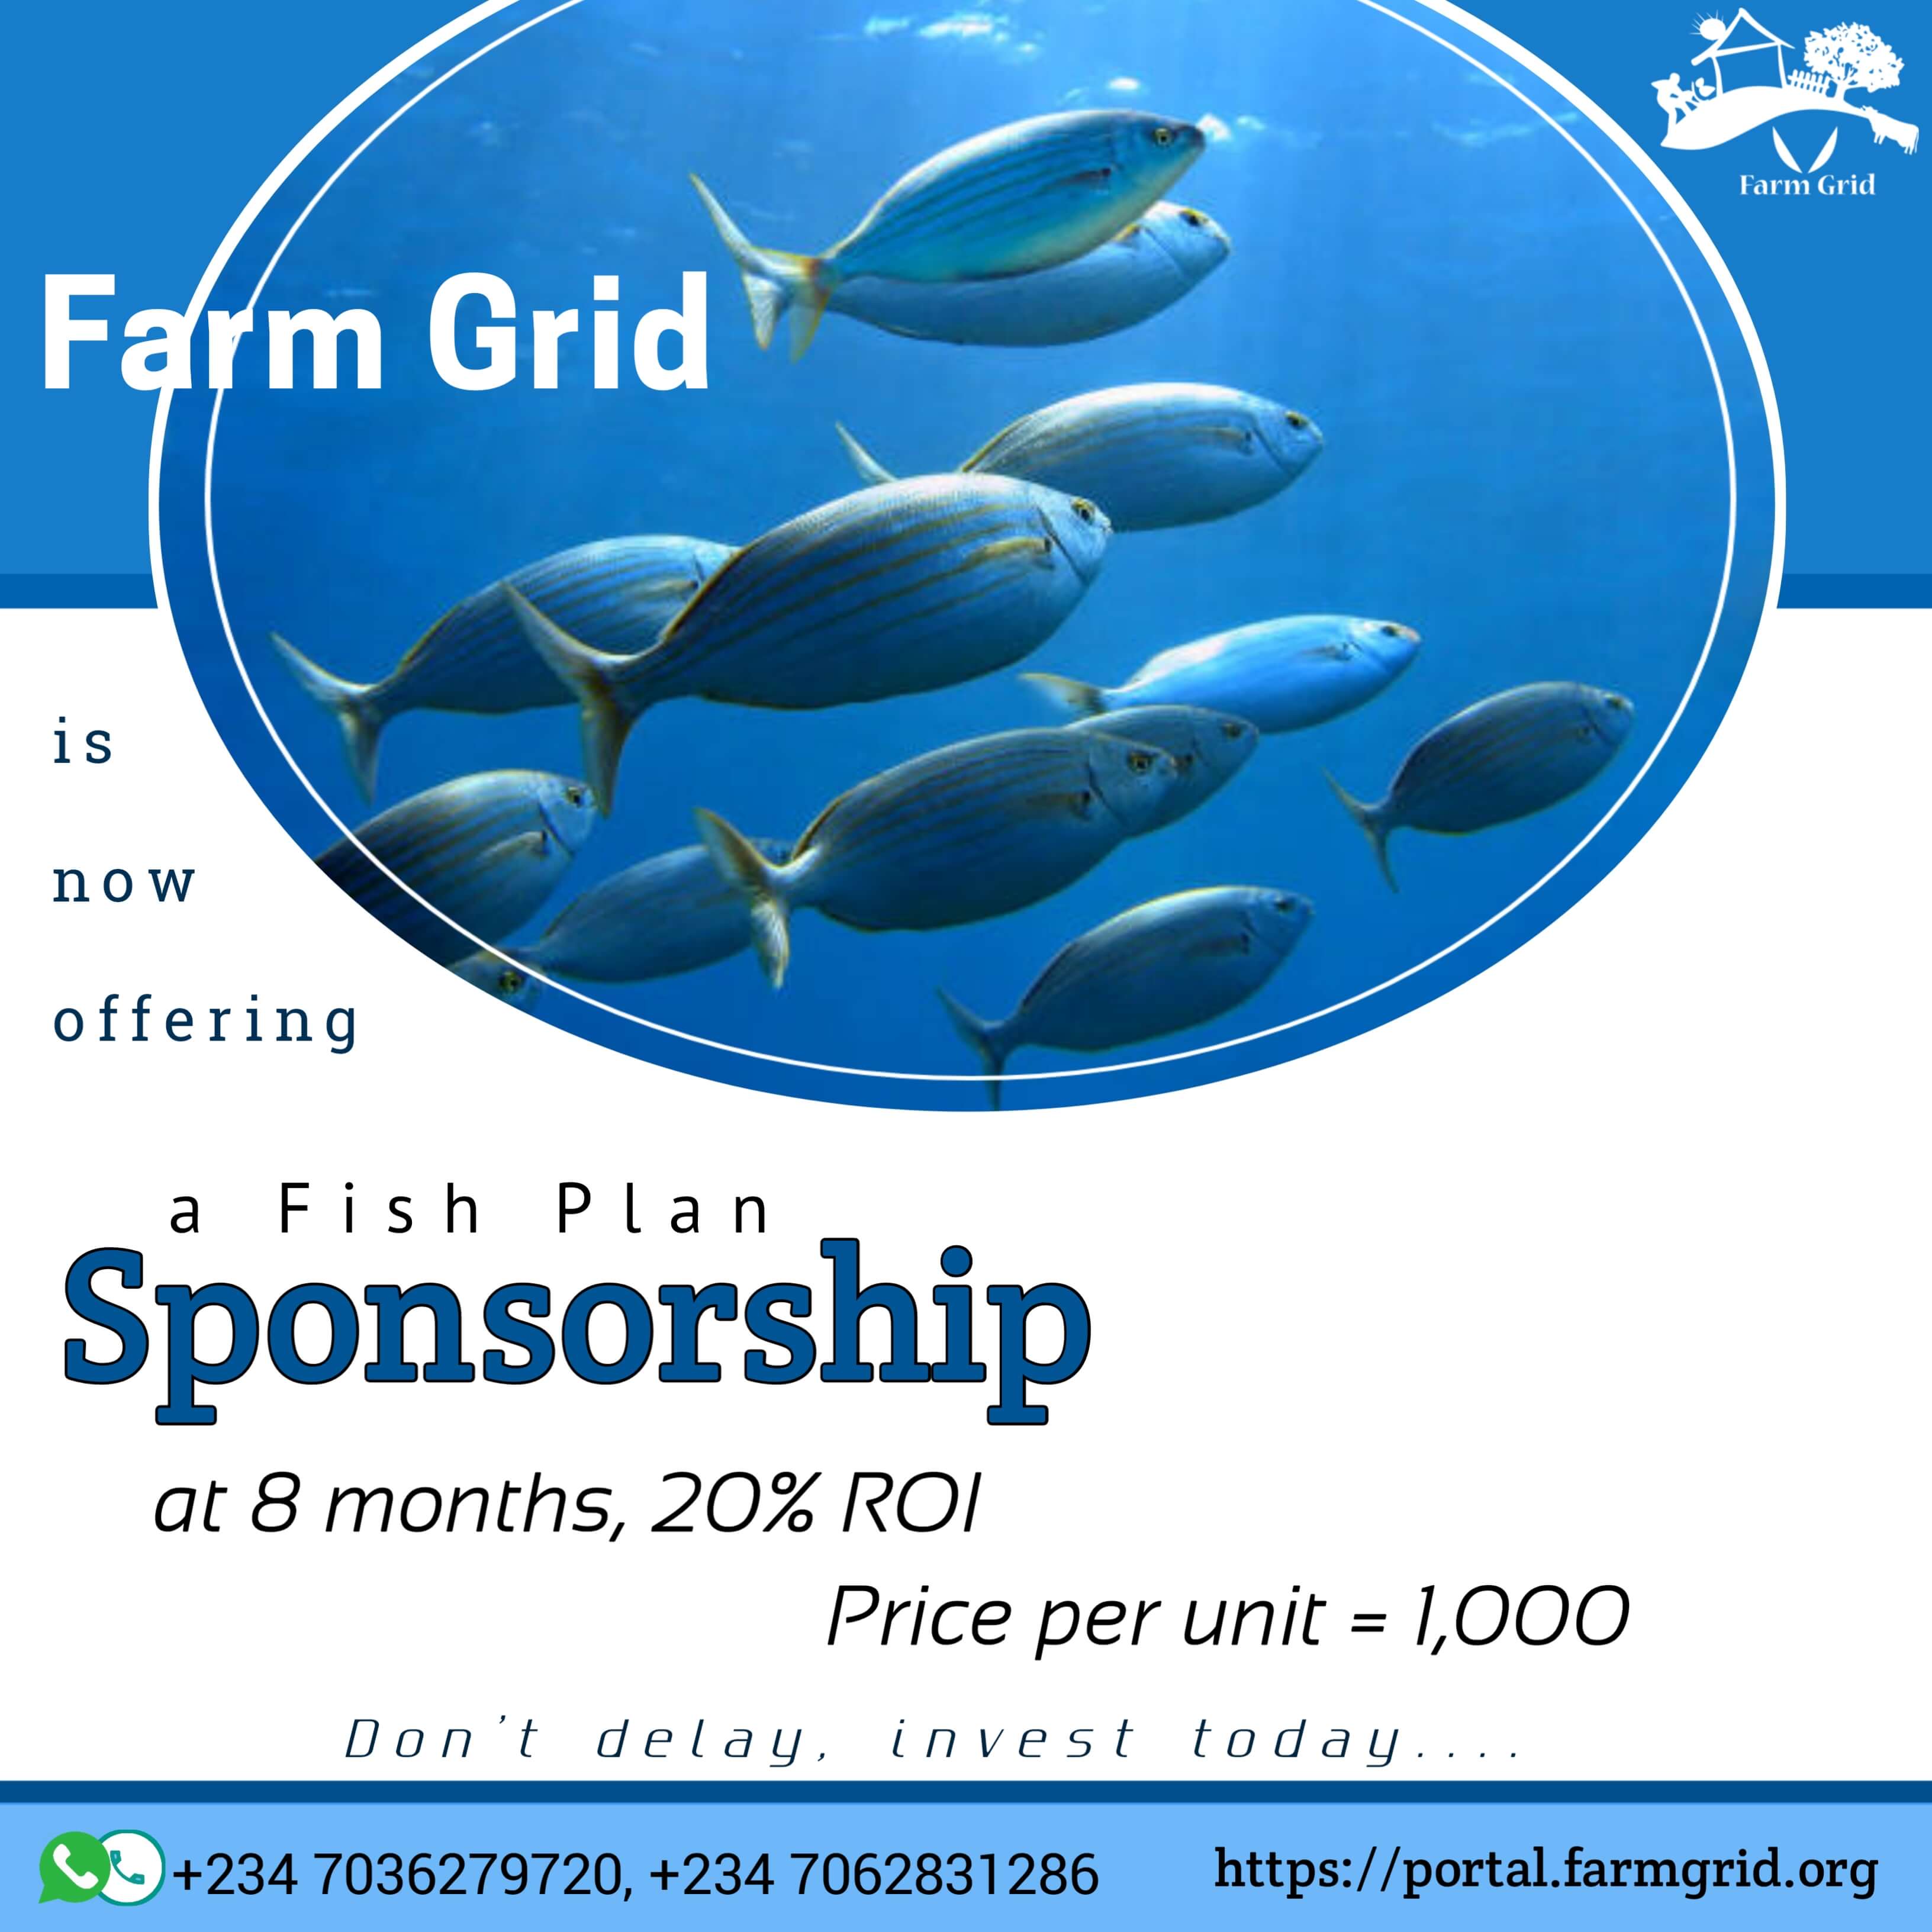 Farm Grid
Farm Grid
is
now
offering
a Fish Plan
Sponsorship
at 8 months, 20% ROI
Price per unit = 1,000
Don't delay, invest today....
+234 7036279720, +234 7062831286
https://portal.farmgrid.org